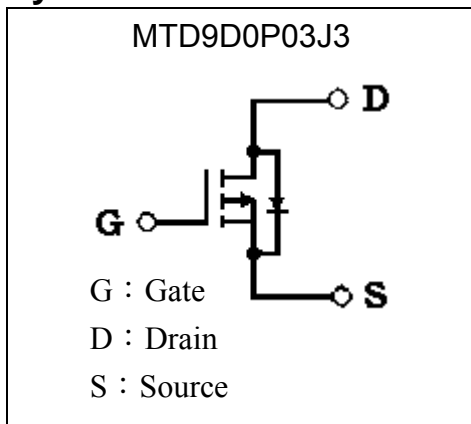 MTD9D0P03J3
D
G
S
G：Gate
D：Drain
S：Source